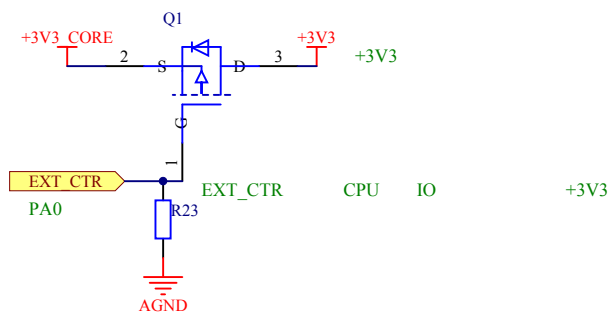 Q1
+3V3_CORE
+3V3
+3V3
2
S
D
3
G
1
EXT_CTR
EXT_CTR CPU IO +3V3
PA0
R23
AGND